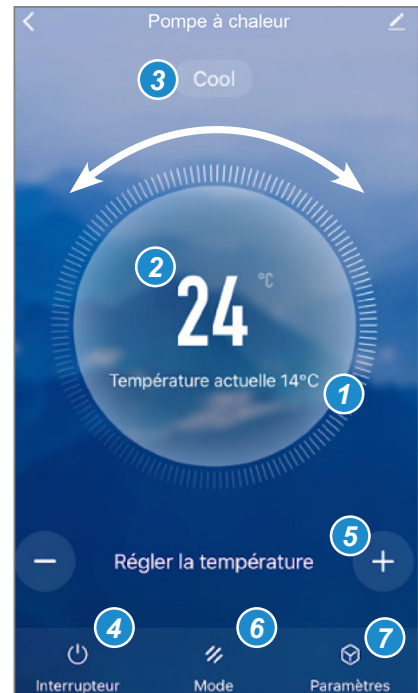 Pompe à chaleur
3 Cool
2
24 °C
Température actuelle 14°C
1
5
− Régler la température +
4 6 7
Interrupteur Mode Paramètres